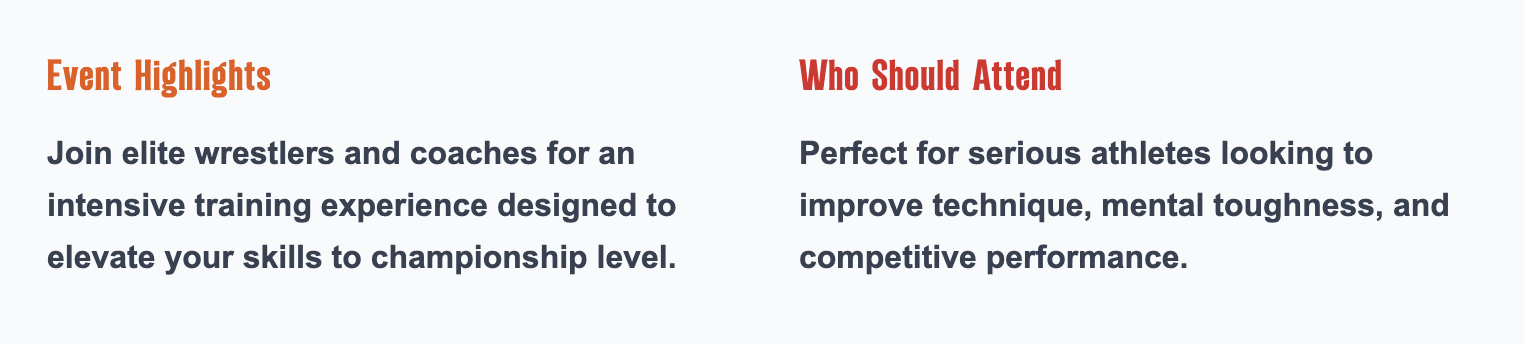 Event Highlights
Join elite wrestlers and coaches for an
intensive training experience designed to
elevate your skills to championship level.
Who Should Attend
Perfect for serious athletes looking to
improve technique, mental toughness, and
competitive performance.